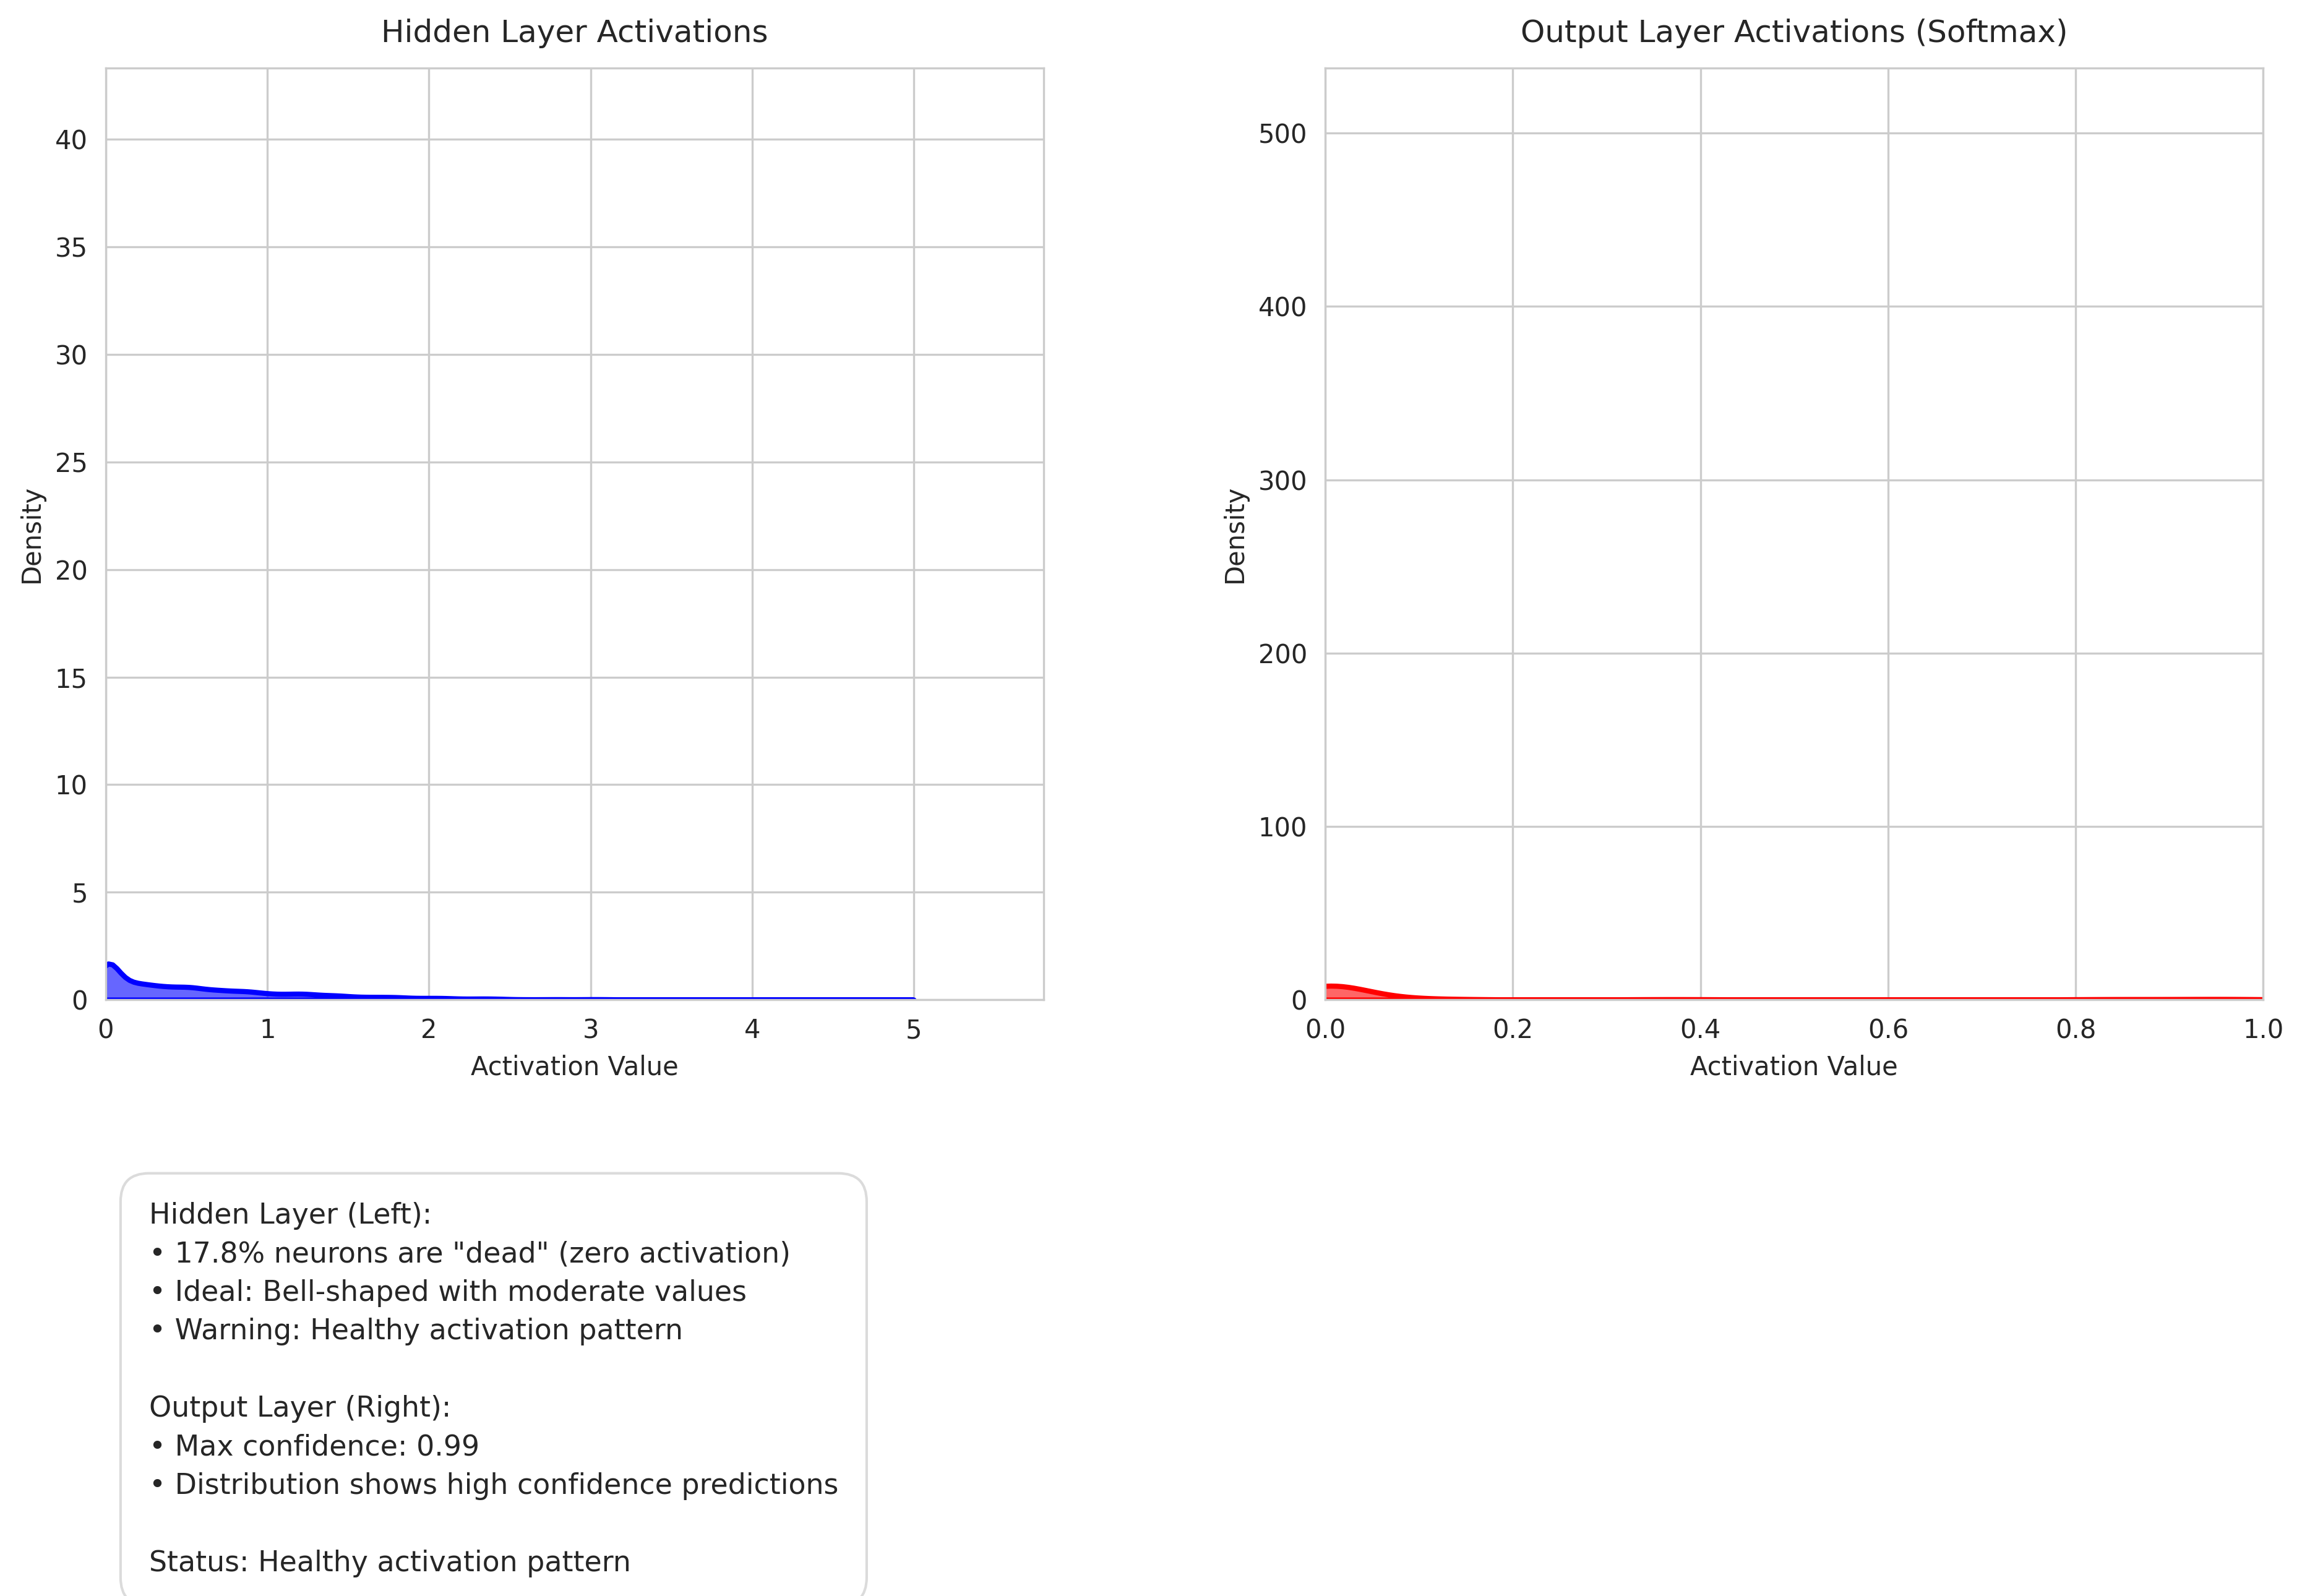 Hidden Layer Activations
Output Layer Activations (Softmax)
Density
40
35
30
25
20
15
10
5
0
0 1 2 3 4 5
Activation Value
Density
500
400
300
200
100
0
0.0 0.2 0.4 0.6 0.8 1.0
Activation Value
Hidden Layer (Left):
• 17.8% neurons are "dead" (zero activation)
• Ideal: Bell-shaped with moderate values
• Warning: Healthy activation pattern
Output Layer (Right):
• Max confidence: 0.99
• Distribution shows high confidence predictions
Status: Healthy activation pattern